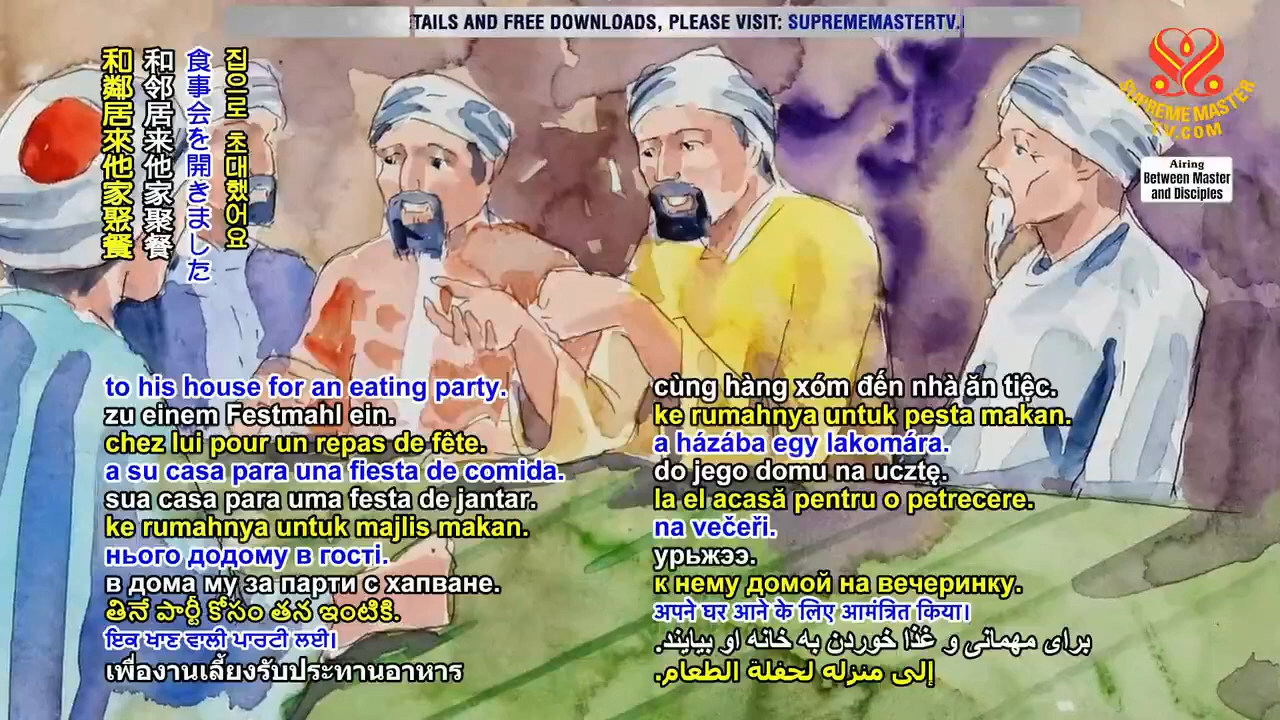 TAILS AND FREE DOWNLOADS, PLEASE VISIT: SUPREMEMASTERTV.
SUPREME MASTER
TV.COM
Airing
Between Master
and Disciples
집으로 초대했어요
食事会を開きました
和邻居来他家聚餐
和鄰居來他家聚餐
to his house for an eating party.
zu einem Festmahl ein.
chez lui pour un repas de fête.
a su casa para una fiesta de comida.
sua casa para uma festa de jantar.
ke rumahnya untuk majlis makan.
нього додому в гості.
в дома му за парти с хапване.
తినే పార్టీ కోసం తన ఇంటికి.
ਇਕ ਖਾਣ ਵਾਲੀ ਪਾਰਟੀ ਲਈ।
เพื่องานเลี้ยงรับประทานอาหาร
cùng hàng xóm đến nhà ăn tiệc.
ke rumahnya untuk pesta makan.
a házába egy lakomára.
do jego domu na ucztę.
la el acasă pentru o petrecere.
na večeři.
урьжээ.
к нему домой на вечеринку.
अपने घर आने के लिए आमंत्रित किया।
برای مهمانی و غذا خوردن به خانه او بیایند.
إلى منزله لحفلة الطعام.